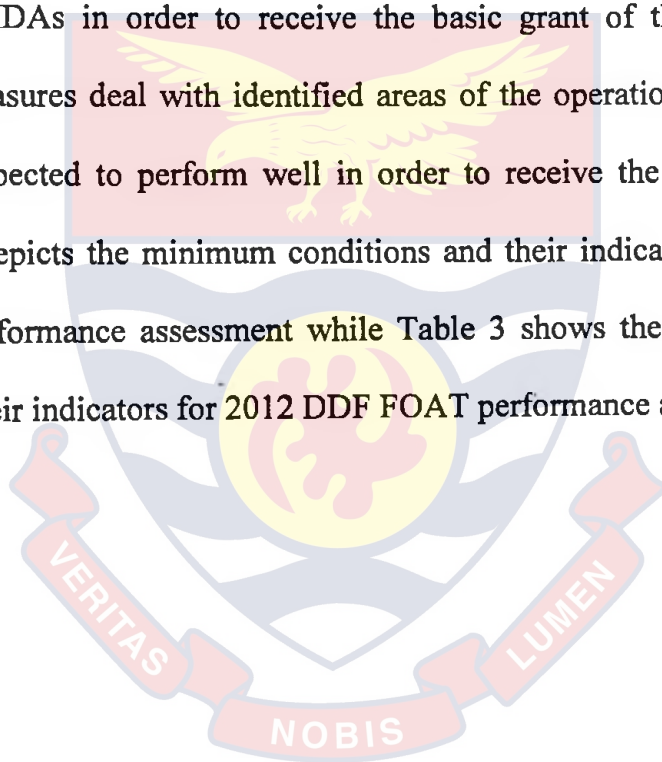 DAs in order to receive the basic grant of t
asures deal with identified areas of the operatio
pected to perform well in order to receive the
epicts the minimum conditions and their indica
formance assessment while Table 3 shows the
eir indicators for 2012 DDF FOAT performance a
VERITAS
NOBIS
LUMEN